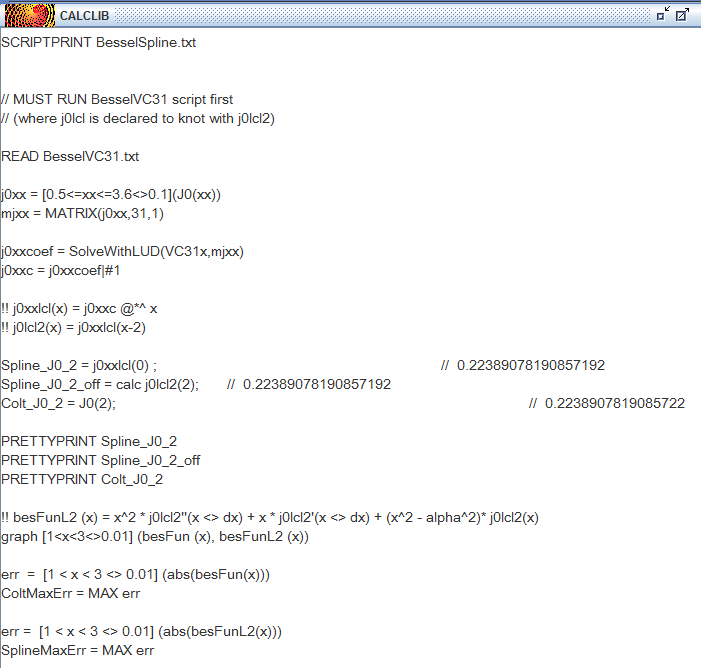 CALCLIB
SCRIPTPRINT BesselSpline.txt
// MUST RUN BesselVC31 script first
// (where j0lcl is declared to knot with j0lcl2)
READ BesselVC31.txt
j0xx = [0.5<=xx<=3.6<>0.1](J0(xx))
mjxx = MATRIX(j0xx,31,1)
j0xxcoef = SolveWithLUD(VC31x,mjxx)
j0xxc = j0xxcoef|#1
!! j0xxlcl(x) = j0xxc @*^ x
!! j0lcl2(x) = j0xxlcl(x-2)
Spline_J0_2 = j0xxlcl(0) ; // 0.22389078190857192
Spline_J0_2_off = calc j0lcl2(2); // 0.22389078190857192
Colt_J0_2 = J0(2); // 0.2238907819085722
PRETTYPRINT Spline_J0_2
PRETTYPRINT Spline_J0_2_off
PRETTYPRINT Colt_J0_2
!! besFunL2 (x) = x^2 * j0lcl2''(x <> dx) + x * j0lcl2'(x <> dx) + (x^2 - alpha^2)* j0lcl2(x)
graph [1<x<3<>0.01] (besFun (x), besFunL2 (x))
err = [1 < x < 3 <> 0.01] (abs(besFun(x)))
ColtMaxErr = MAX err
err = [1 < x < 3 <> 0.01] (abs(besFunL2(x)))
SplineMaxErr = MAX err